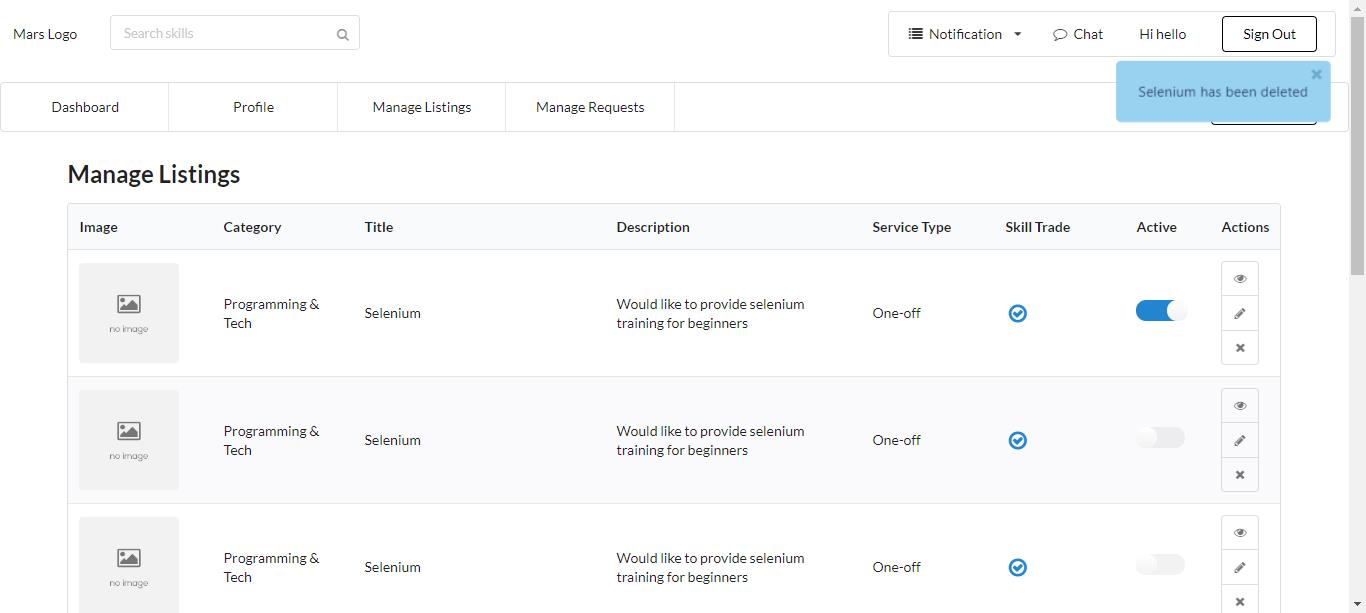 Mars Logo
Search skills
Notification
Chat
Hi hello
Sign Out
Selenium has been deleted
Dashboard
Profile
Manage Listings
Manage Requests
Manage Listings
Image Category Title Description Service Type Skill Trade Active Actions
no image
Programming &
Tech
Selenium
Would like to provide selenium
training for beginners
One-off
no image
Programming &
Tech
Selenium
Would like to provide selenium
training for beginners
One-off
no image
Programming &
Tech
Selenium
Would like to provide selenium
training for beginners
One-off